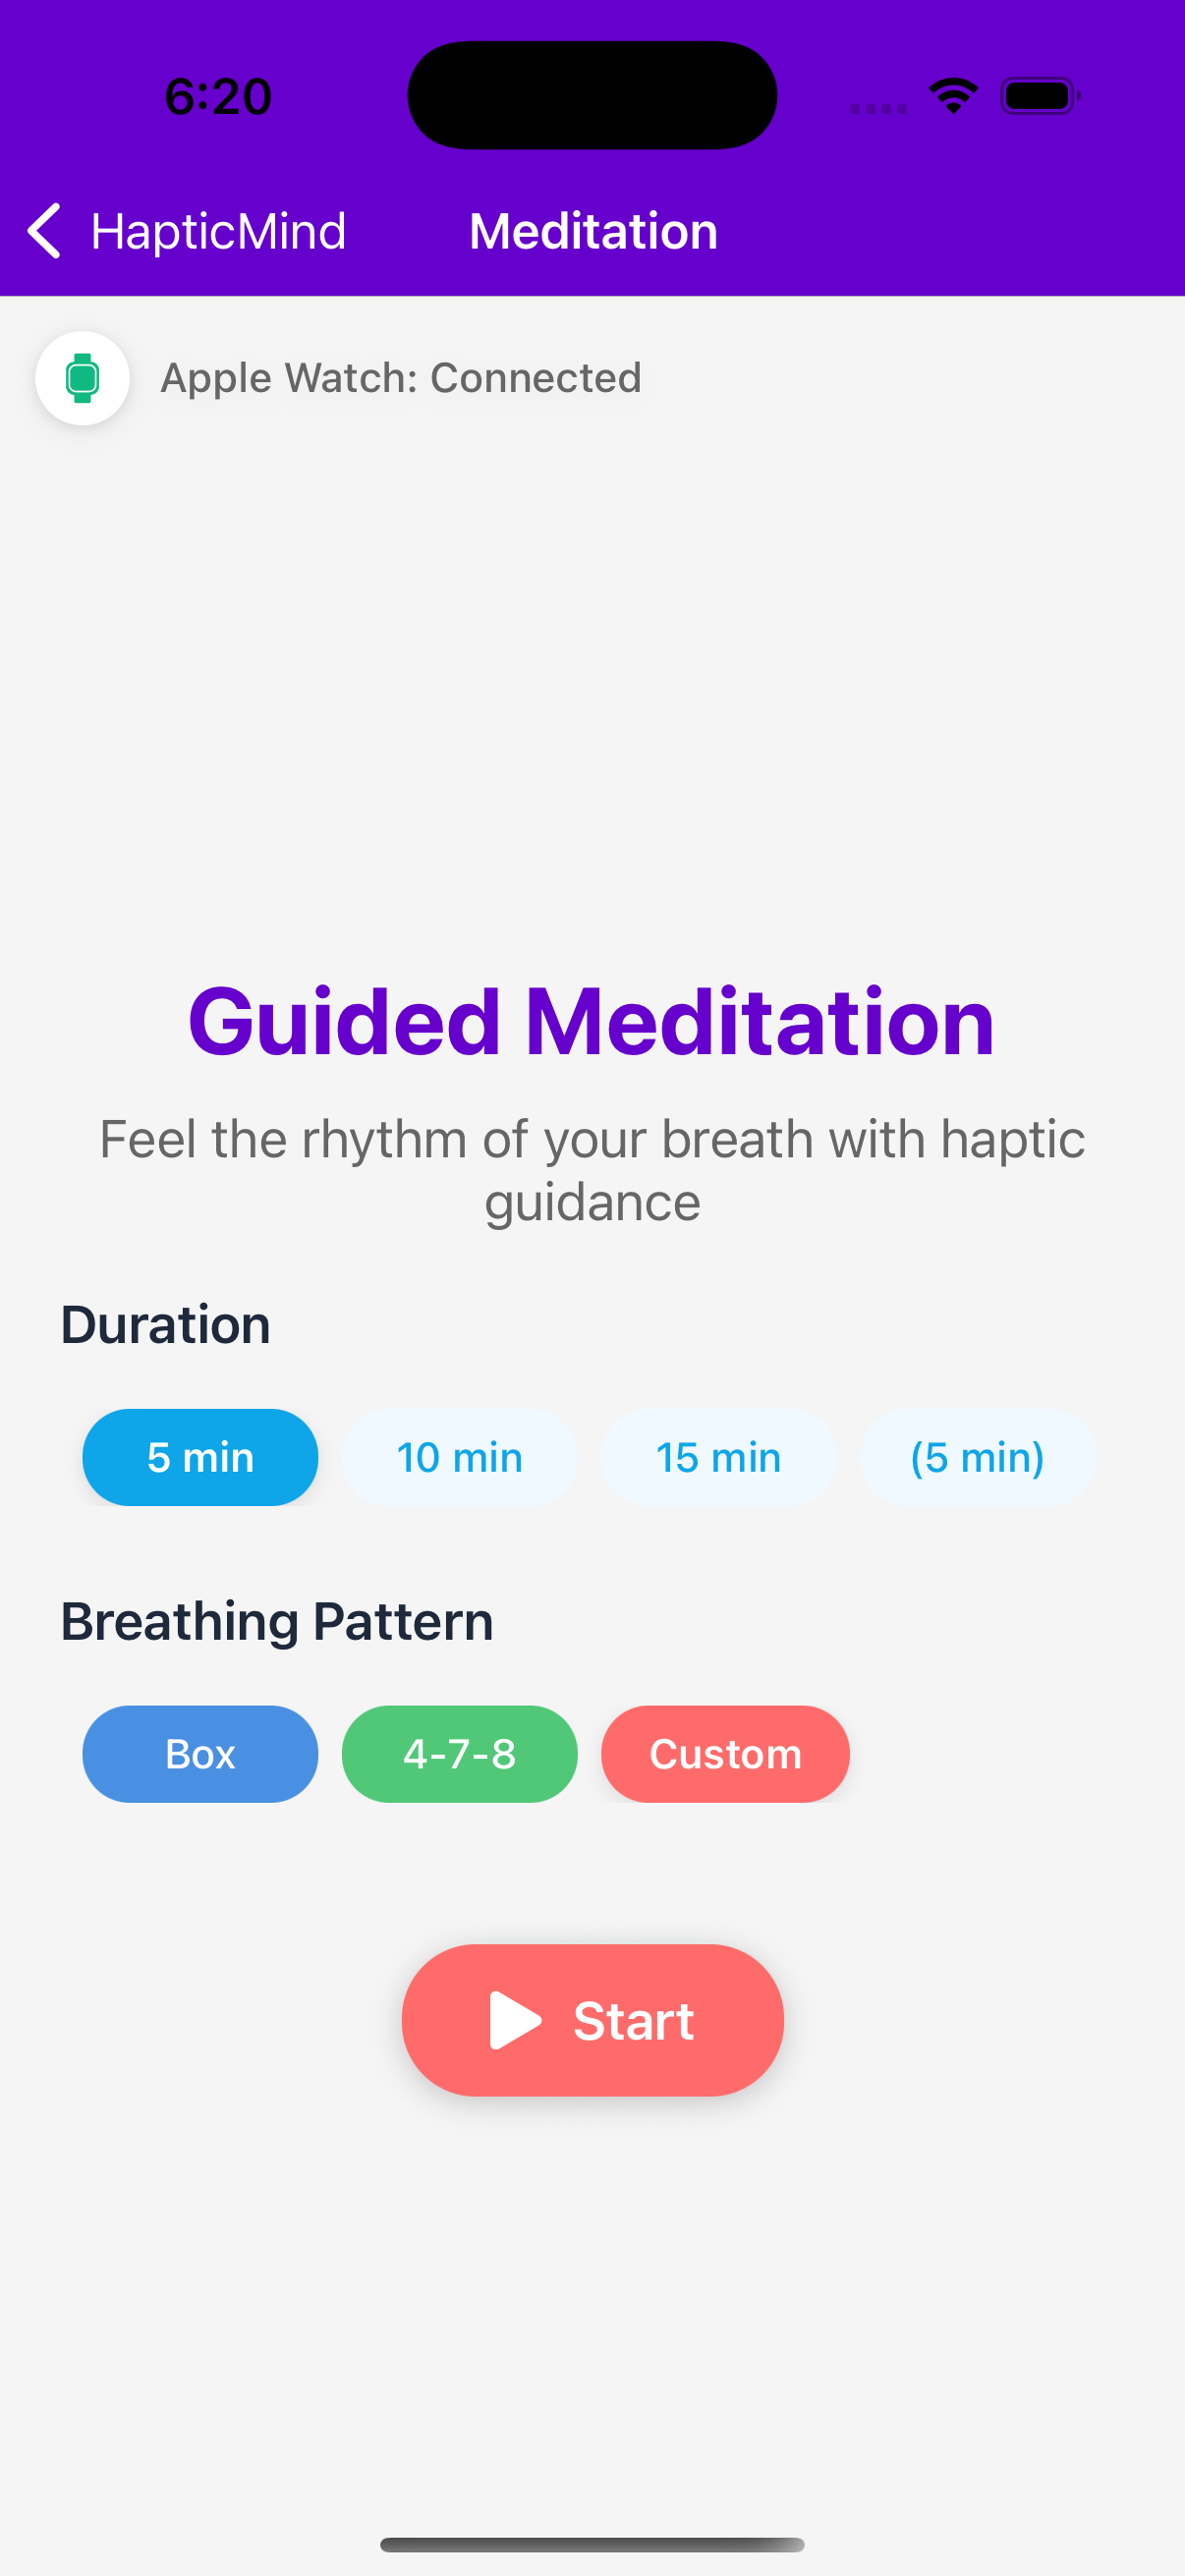 6:20
HapticMind
Meditation
Apple Watch: Connected
Guided Meditation
Feel the rhythm of your breath with haptic
guidance
Duration
5 min
10 min
15 min
(5 min)
Breathing Pattern
Box
4-7-8
Custom
Start